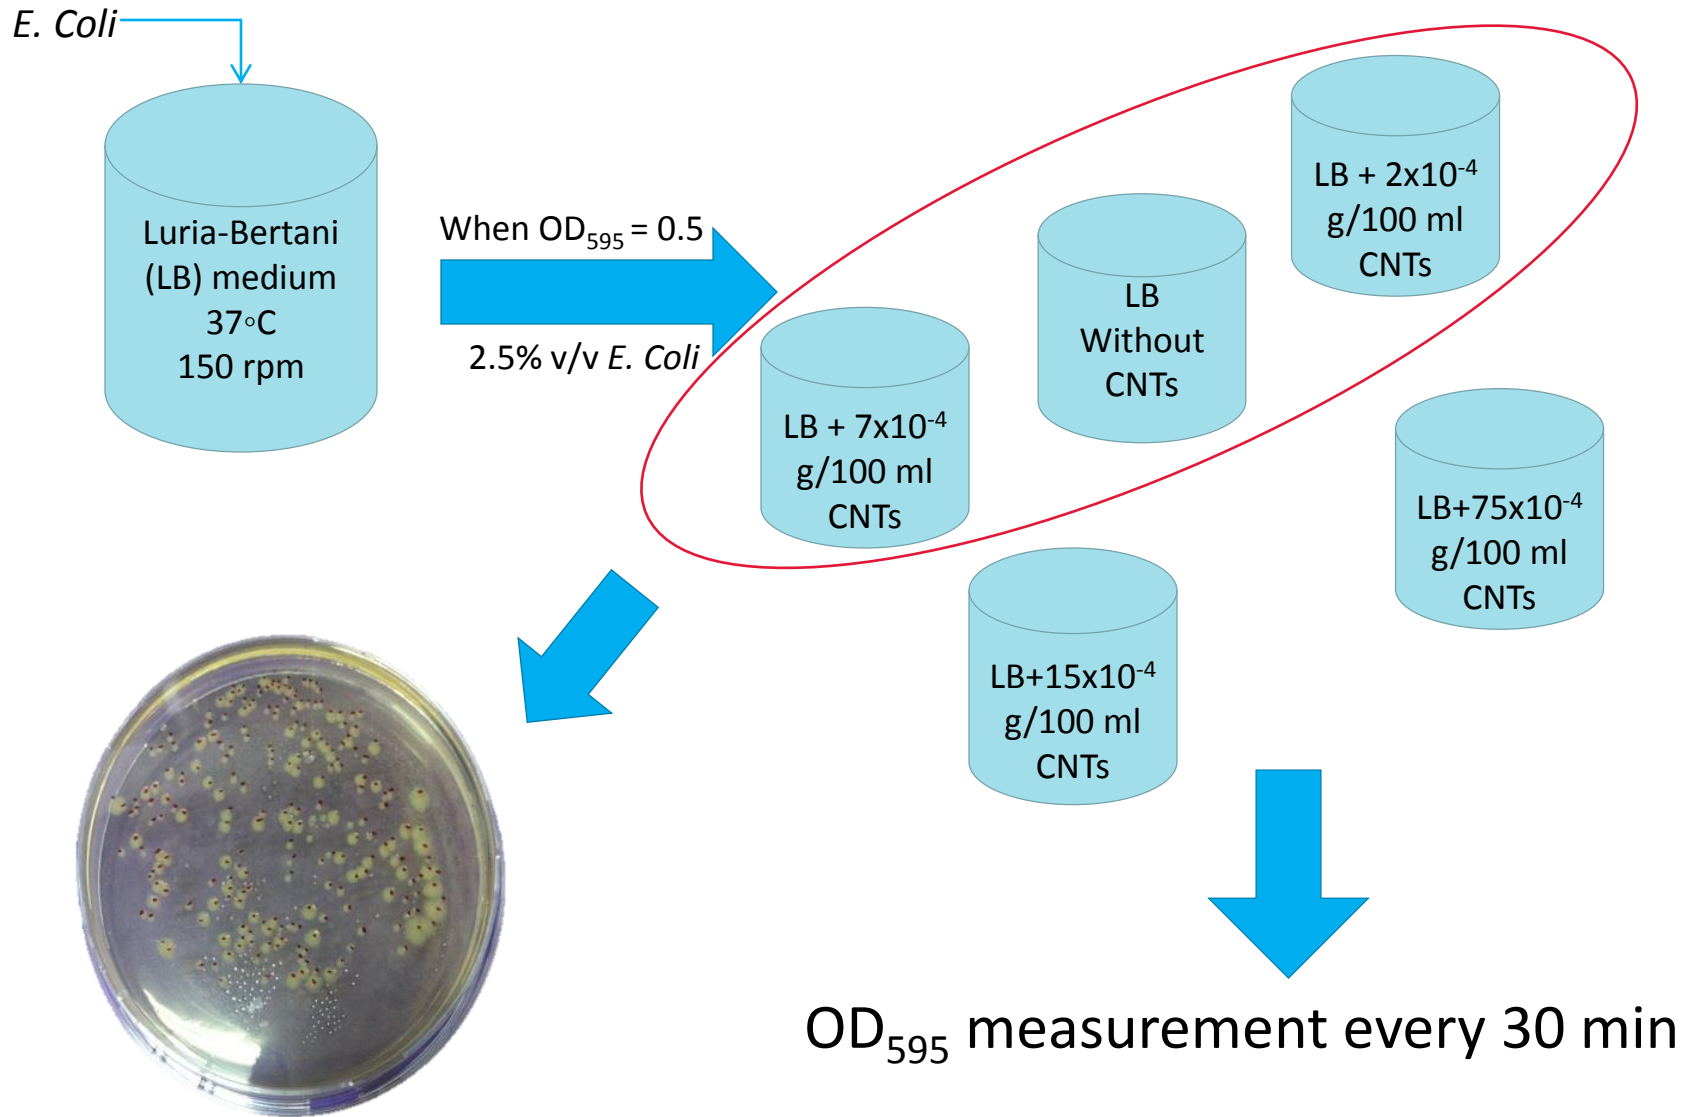 E. Coli
Luria-Bertani
(LB) medium
37◦C
150 rpm
When OD₅₉₅ = 0.5
2.5% v/v E. Coli
LB + 7x10⁻⁴
g/100 ml
CNTs
LB
Without
CNTs
LB + 2x10⁻⁴
g/100 ml
CNTs
LB+15x10⁻⁴
g/100 ml
CNTs
LB+75x10⁻⁴
g/100 ml
CNTs
OD₅₉₅ measurement every 30 min